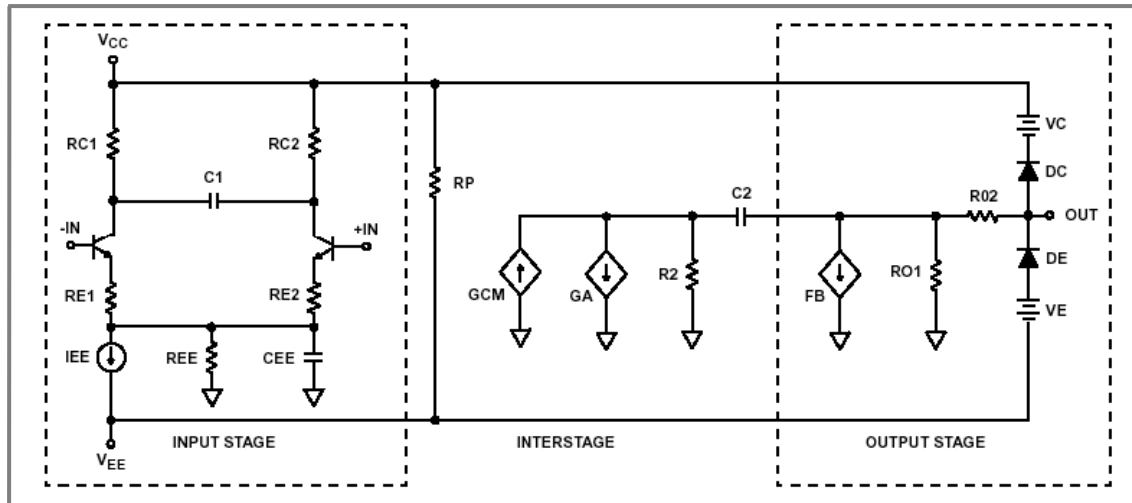 VCC
RC1
RC2
C1
-IN
+IN
RE1
RE2
IEE
REE
CEE
VEE
INPUT STAGE
RP
C2
GCM
GA
R2
INTERSTAGE
FB
RO1
R02
VC
DC
OUT
DE
VE
OUTPUT STAGE